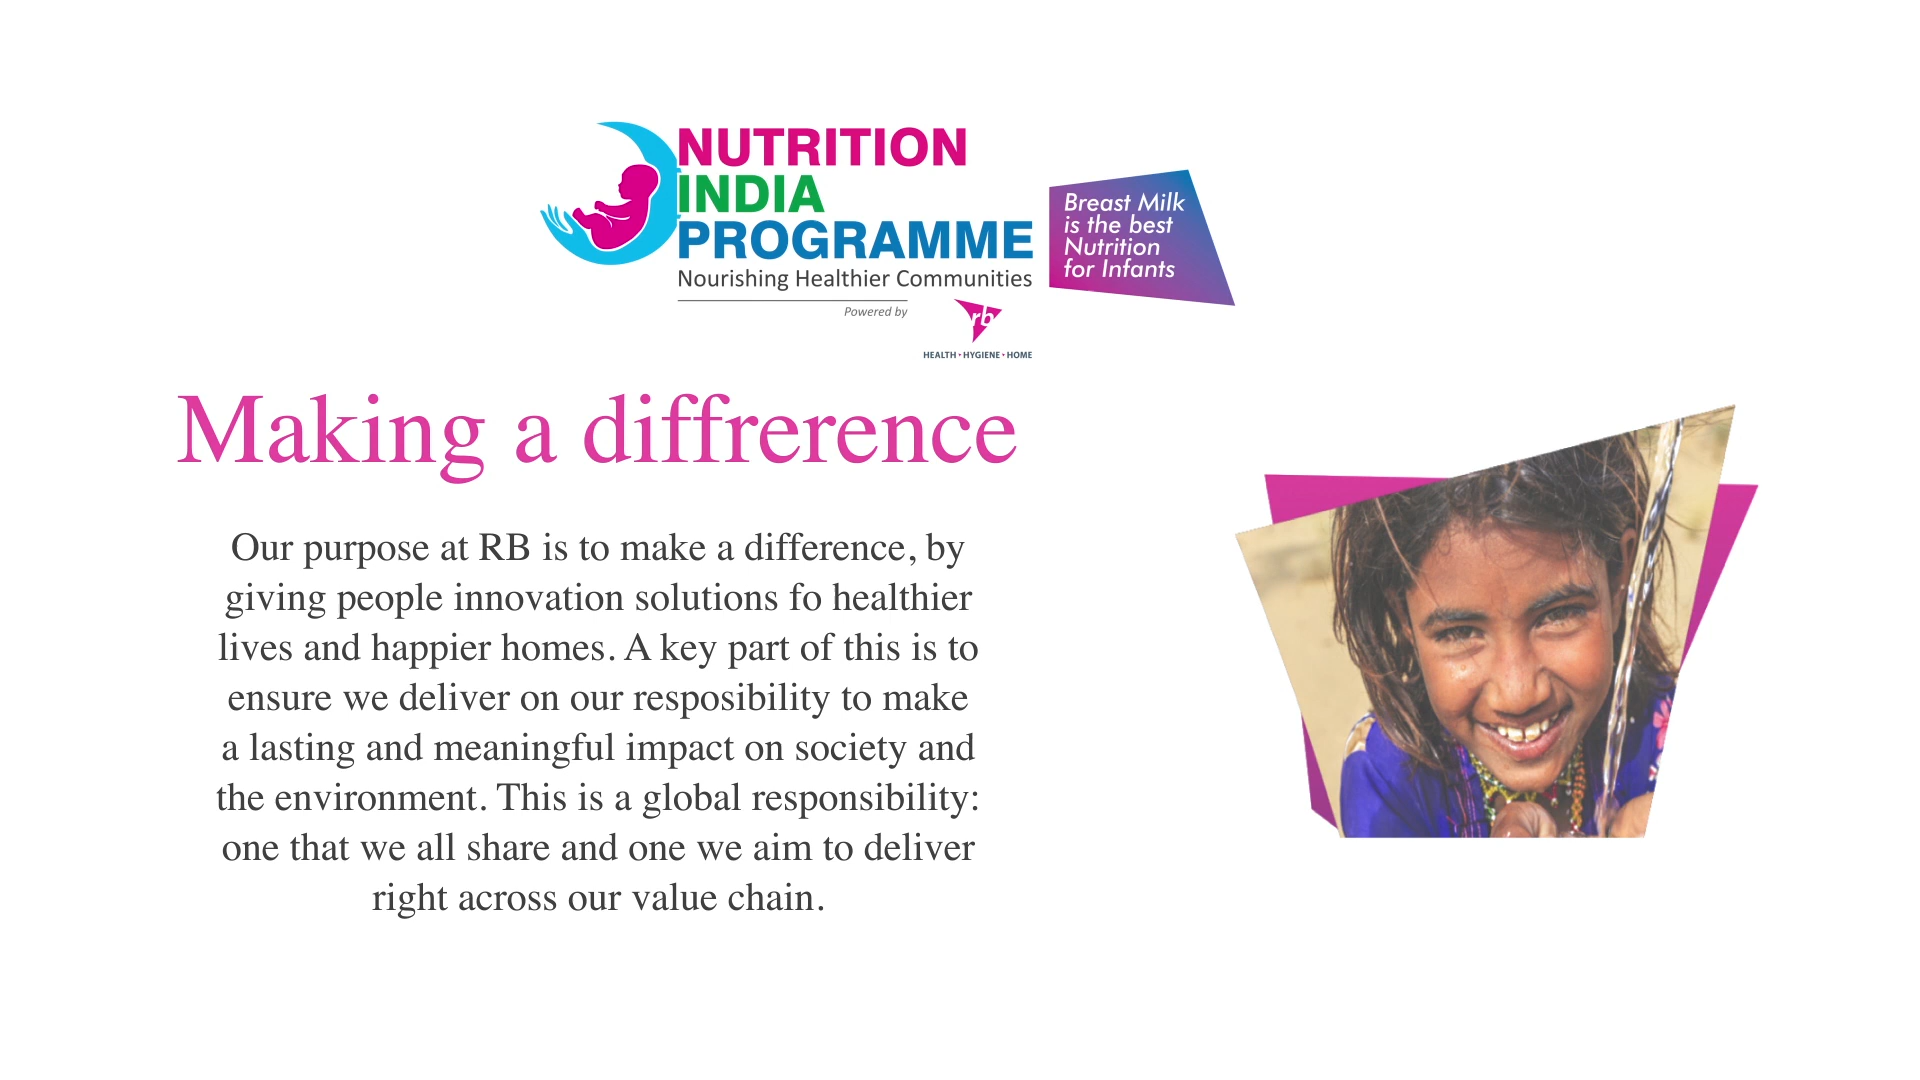 NUTRITION
INDIA
PROGRAMME
Nourishing Healthier Communities
Powered by
rb
HEALTH • HYGIENE • HOME
Breast Milk
is the best
Nutrition
for Infants
Making a diffrerence
Our purpose at RB is to make a difference, by
giving people innovation solutions fo healthier
lives and happier homes. A key part of this is to
ensure we deliver on our resposibility to make
a lasting and meaningful impact on society and
the environment. This is a global responsibility:
one that we all share and one we aim to deliver
right across our value chain.